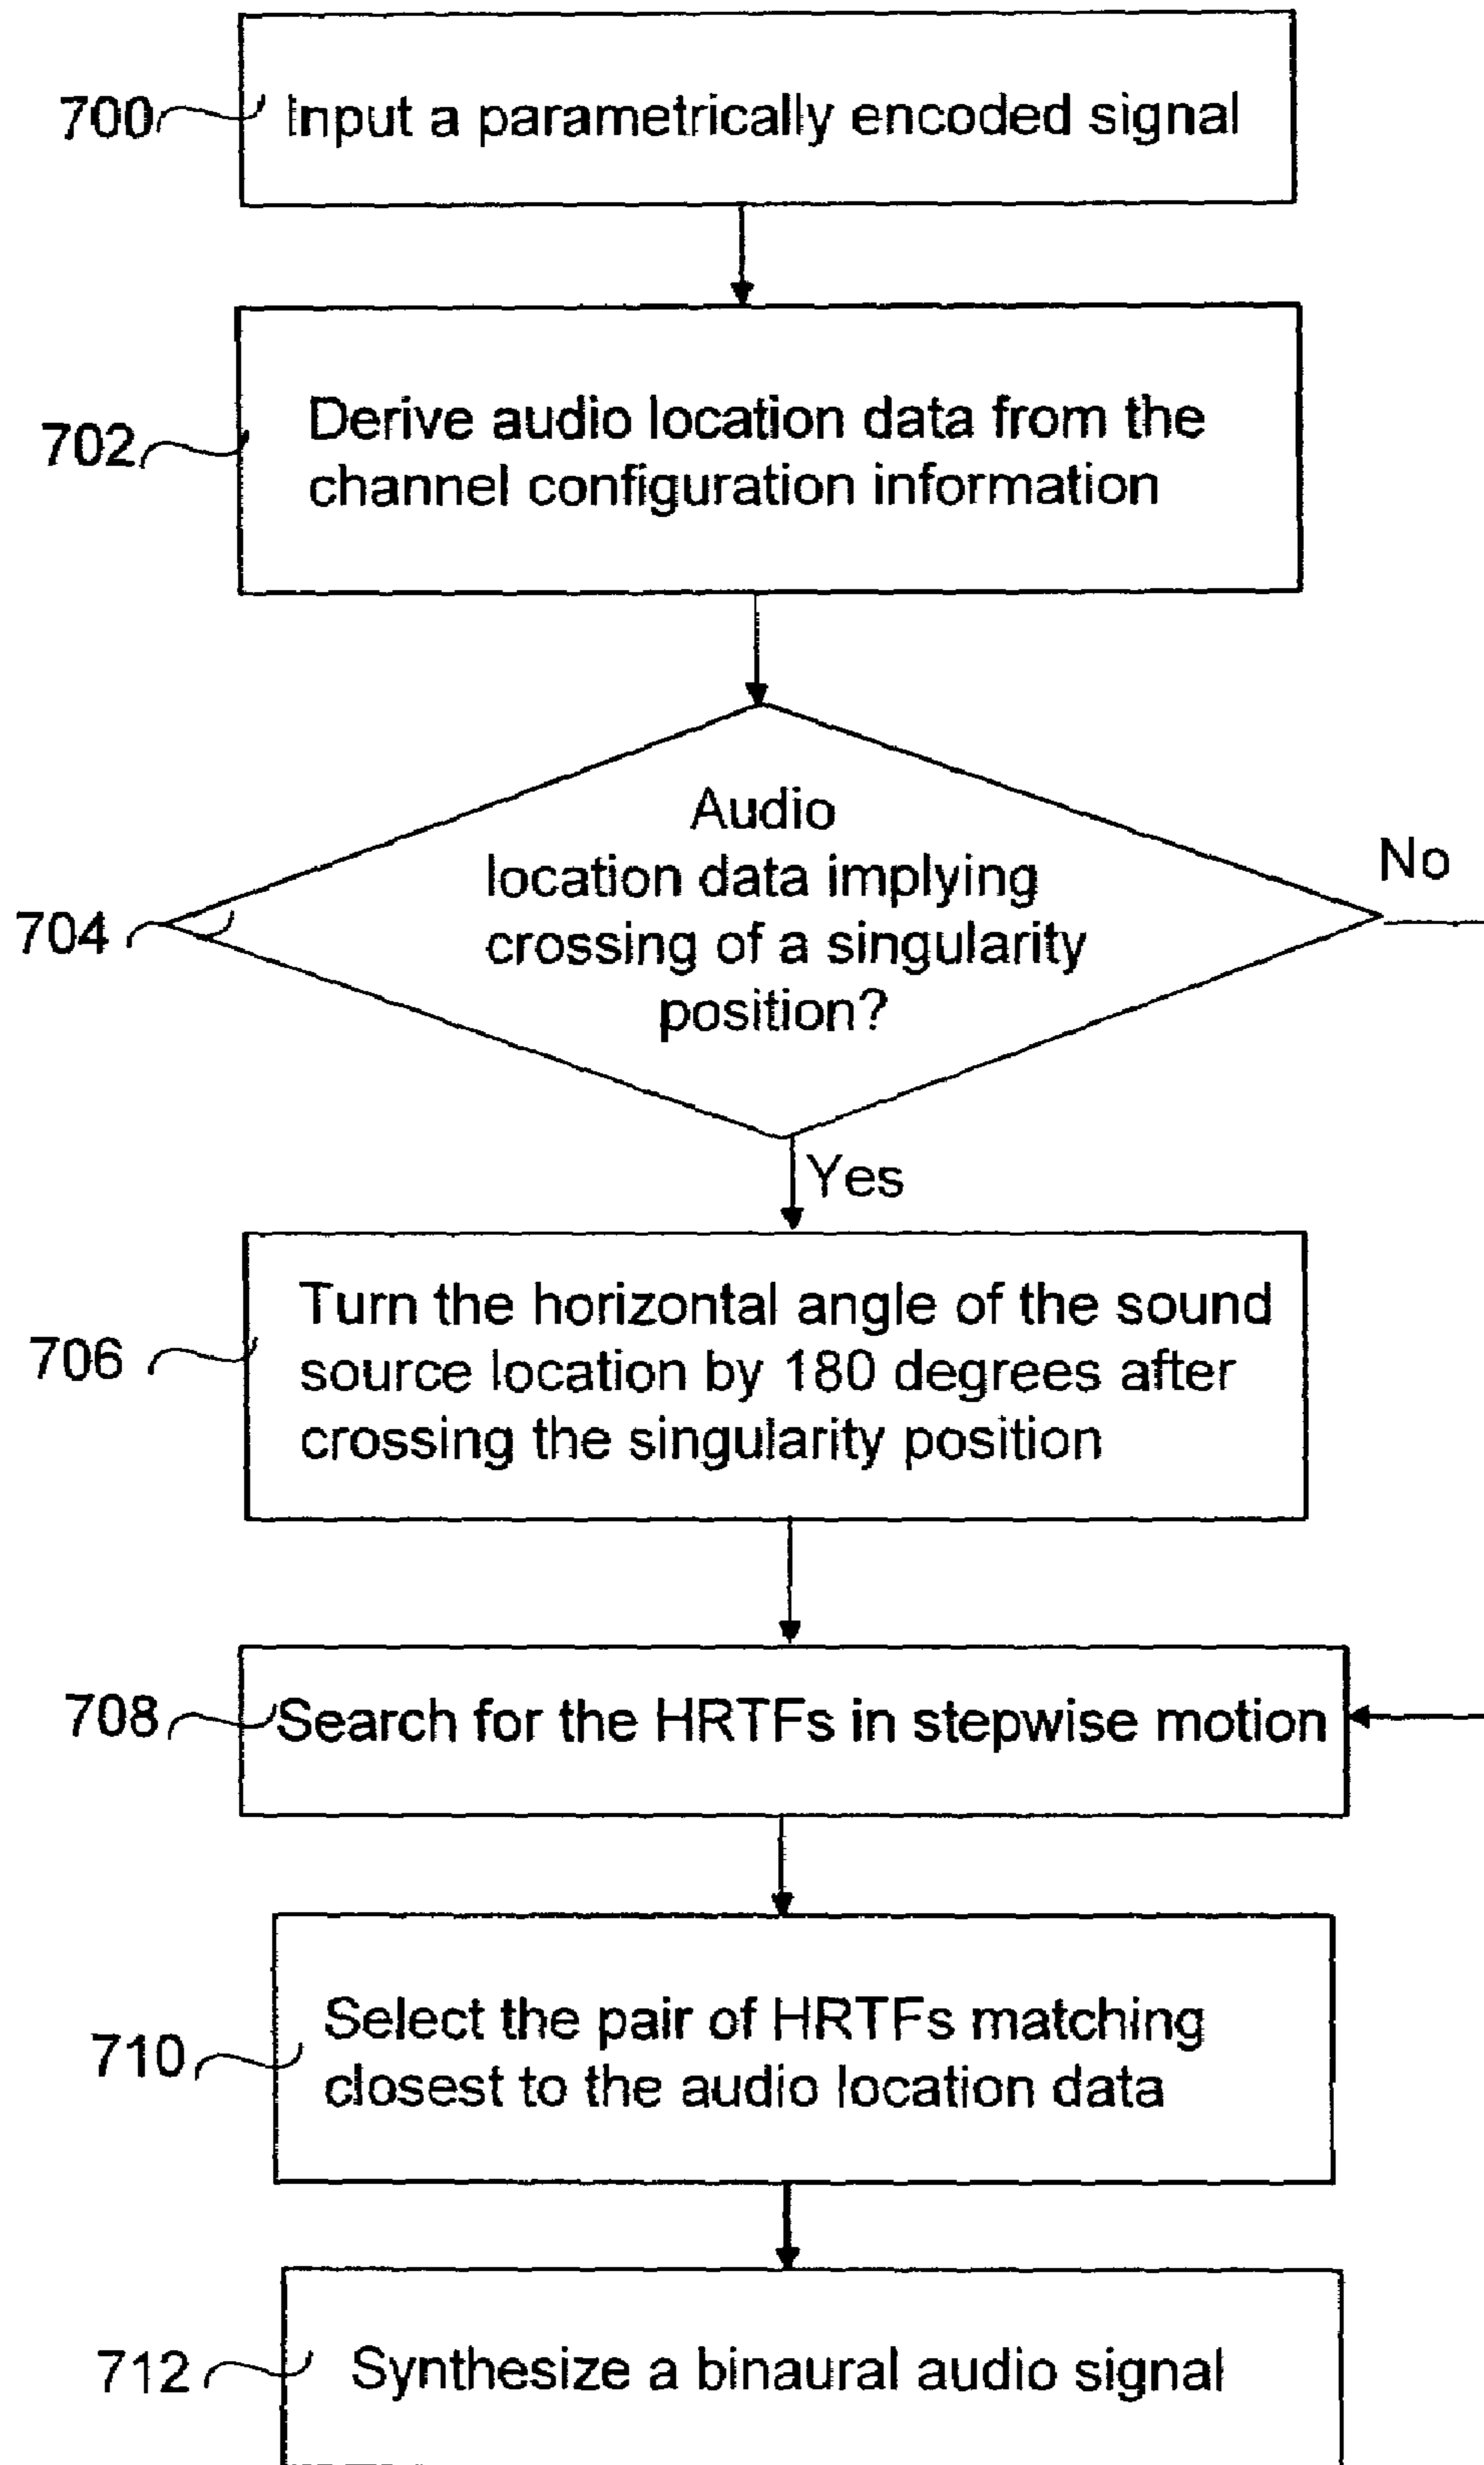 700
Input a parametrically encoded signal
702
Derive audio location data from the
channel configuration information
704
Audio
location data implying
crossing of a singularity
position?
No
Yes
706
Turn the horizontal angle of the sound
source location by 180 degrees after
crossing the singularity position
708
Search for the HRTFs in stepwise motion
710
Select the pair of HRTFs matching
closest to the audio location data
712
Synthesize a binaural audio signal